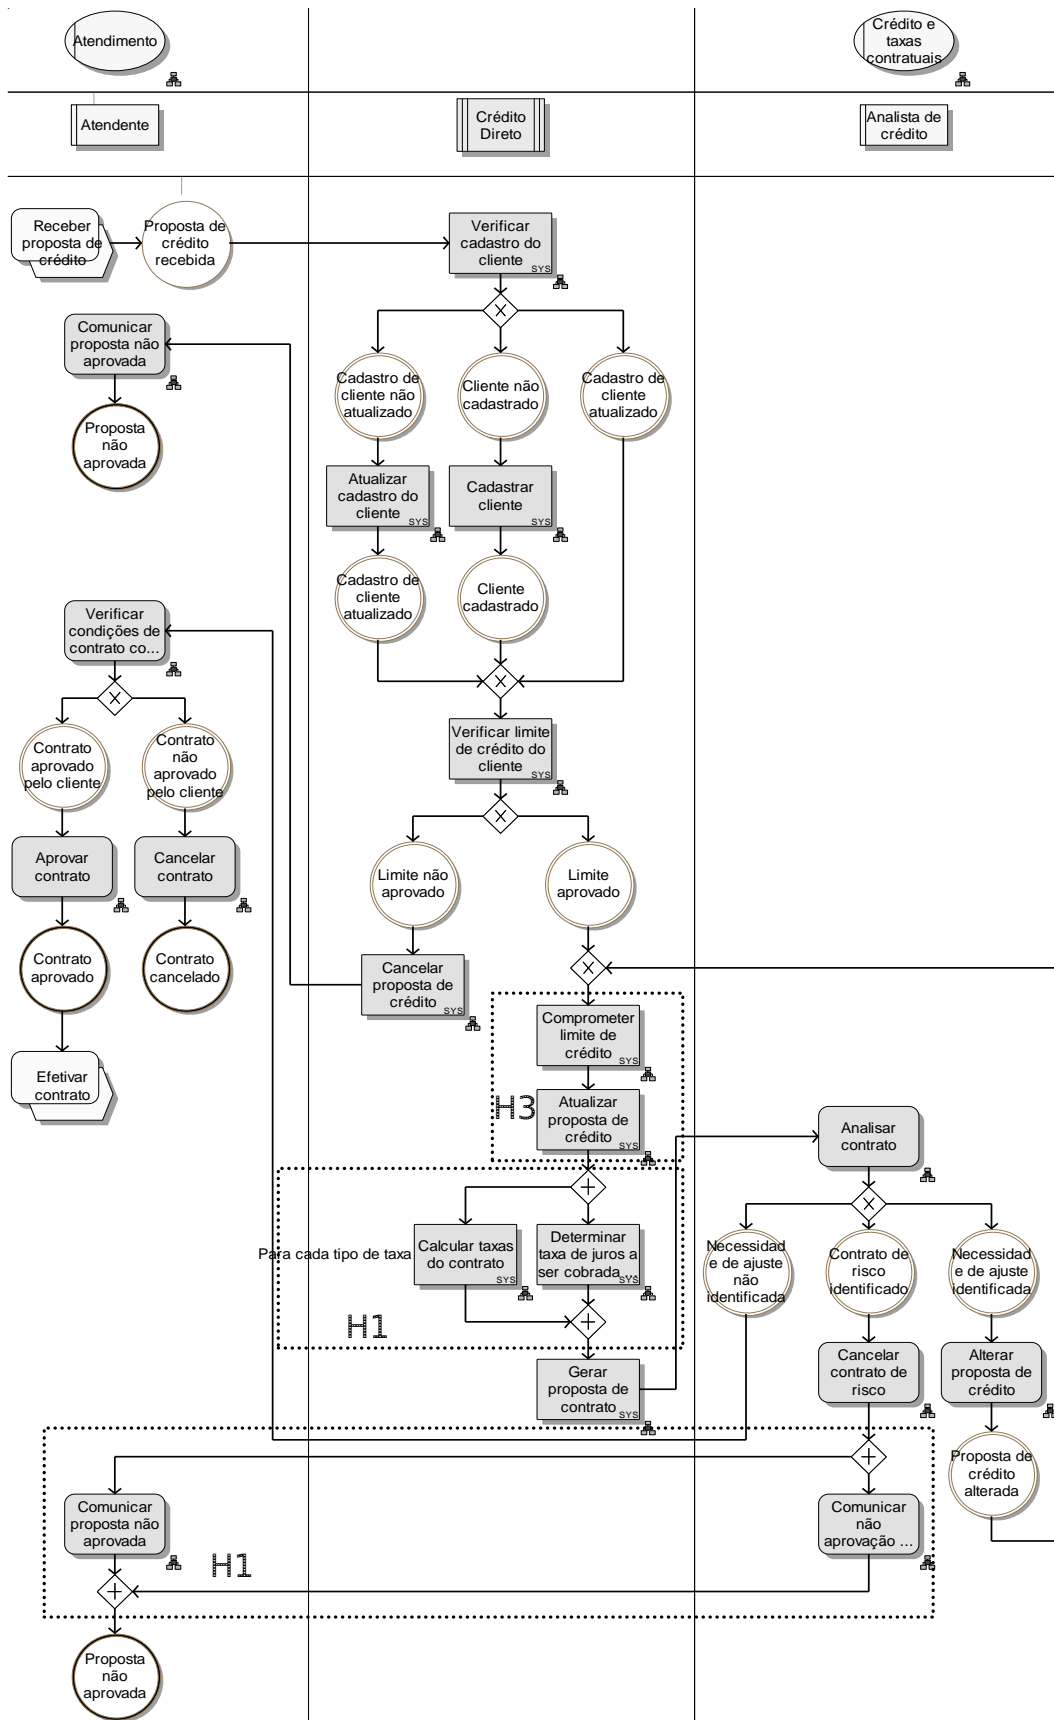 Atendimento
Crédito e
taxas
contratuais
Atendente
Crédito
Direto
Analista de
crédito
Receber
proposta de
crédito
Proposta de
crédito
recebida
Verificar
cadastro do
cliente
SYS
Comunicar
proposta não
aprovada
Proposta
não
aprovada
Cadastro de
cliente não
atualizado
Cliente não
cadastrado
Cadastro de
cliente
atualizado
Atualizar
cadastro do
cliente
SYS
Cadastrar
cliente
SYS
Cadastro de
cliente
atualizado
Cliente
cadastrado
Verificar
condições de
contrato co...
Verificar limite
de crédito do
cliente
SYS
Contrato
aprovado
pelo cliente
Contrato
não
aprovado
pelo cliente
Aprovar
contrato
Cancelar
contrato
Limite não
aprovado
Limite
aprovado
Contrato
aprovado
Contrato
cancelado
Cancelar
proposta de
crédito
SYS
Comprometer
limite de
crédito
SYS
Efetivar
contrato
H3
Atualizar
proposta de
crédito
SYS
Analisar
contrato
Para cada tipo de taxa
Calcular taxas
do contrato
SYS
Determinar
taxa de juros a
ser cobrada...
SYS
Necessidad
e de ajuste
não
identificada
Contrato de
risco
identificado
Necessidad
e de ajuste
identificada
H1
Gerar
proposta de
contrato
SYS
Cancelar
contrato de
risco
Alterar
proposta de
crédito
Proposta de
crédito
alterada
Comunicar
proposta não
aprovada
H1
Comunicar
não
aprovação ...
Proposta
não
aprovada